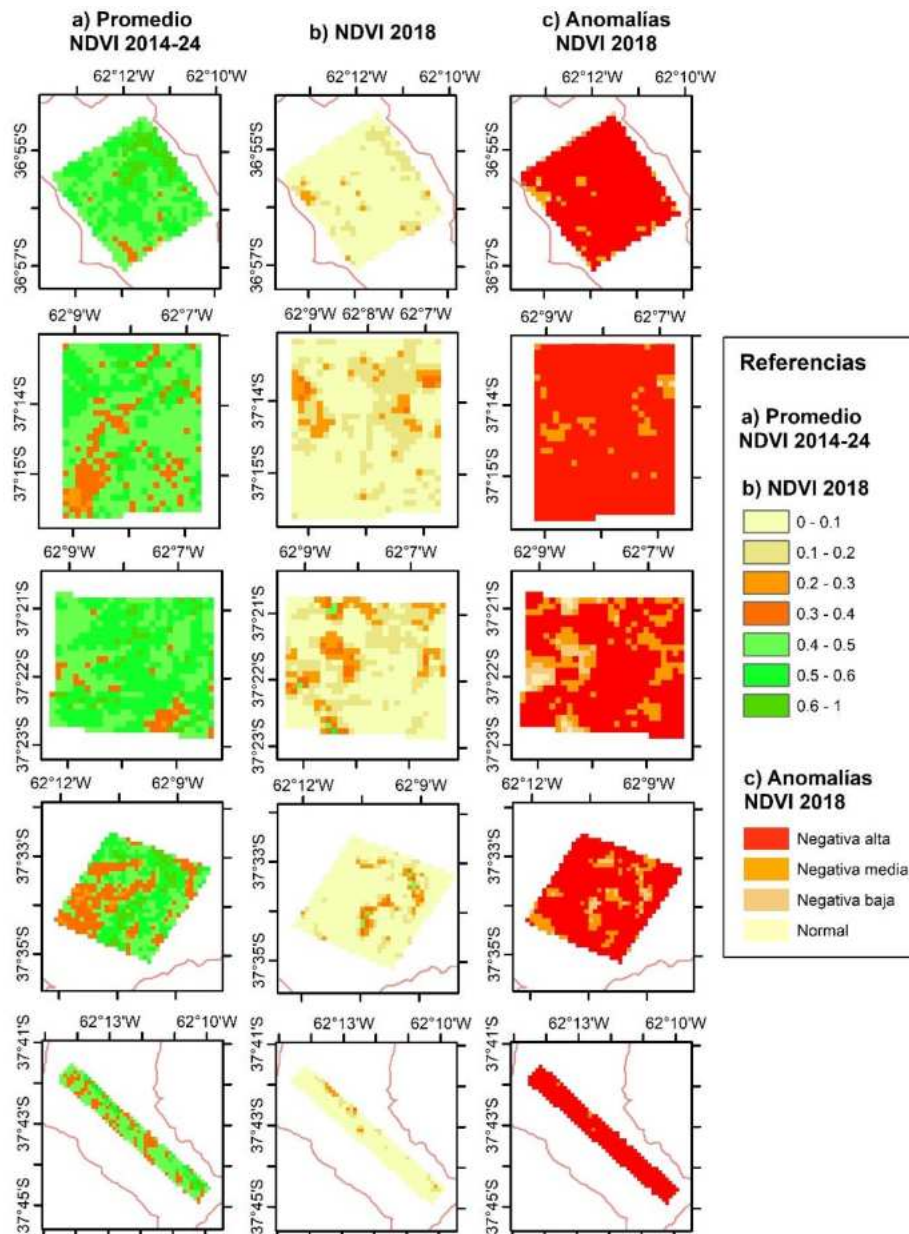 a) Promedio
NDVI 2014-24
b) NDVI 2018
c) Anomalías
NDVI 2018
62°12'W 62°10'W
62°12'W 62°10'W
62°12'W 62°10'W
36°55'S
36°57'S
36°55'S
36°57'S
36°55'S
36°57'S
62°9'W 62°7'W
62°9'W 62°8'W 62°7'W
62°9'W 62°7'W
37°14'S
37°15'S
37°14'S
37°15'S
37°14'S
37°15'S
62°9'W 62°7'W
62°9'W 62°7'W
62°9'W 62°7'W
37°21'S
37°22'S
37°23'S
37°21'S
37°22'S
37°23'S
37°21'S
37°22'S
37°23'S
62°12'W 62°9'W
62°12'W 62°9'W
62°12'W 62°9'W
37°33'S
37°35'S
37°33'S
37°35'S
37°33'S
37°35'S
62°13'W 62°10'W
62°13'W 62°10'W
62°13'W 62°10'W
37°41'S
37°43'S
37°45'S
37°41'S
37°43'S
37°45'S
37°41'S
37°43'S
37°45'S
Referencias
a) Promedio
NDVI 2014-24
b) NDVI 2018
0 - 0.1
0.1 - 0.2
0.2 - 0.3
0.3 - 0.4
0.4 - 0.5
0.5 - 0.6
0.6 - 1
c) Anomalías
NDVI 2018
Negativa alta
Negativa media
Negativa baja
Normal